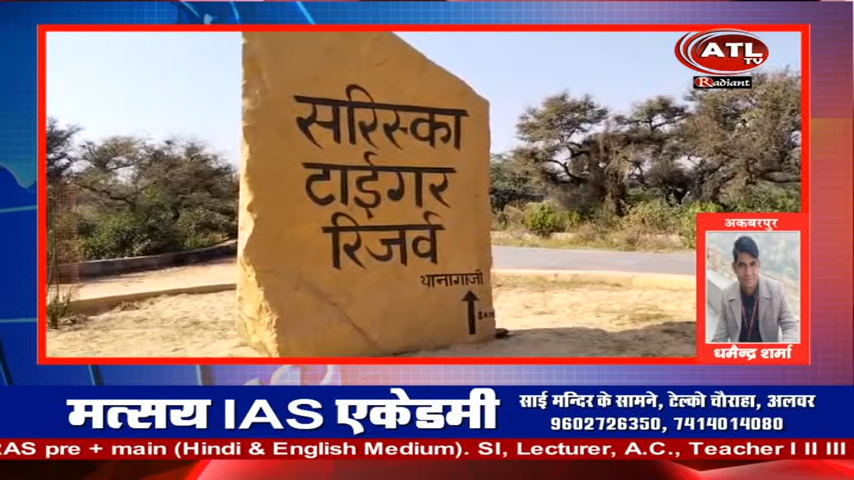 ATL
TV
Radiant
सारिस्का
टाईगर
रिजर्व
थानागाजी
अकबरपुर
धर्मेन्द्र शर्मा
मत्सय IAS एकेडमी
साई मन्दिर के सामने, टेल्को चौराहा, अलवर
9602726350, 7414014080
RAS pre + main (Hindi & English Medium). SI, Lecturer, A.C., Teacher I II III